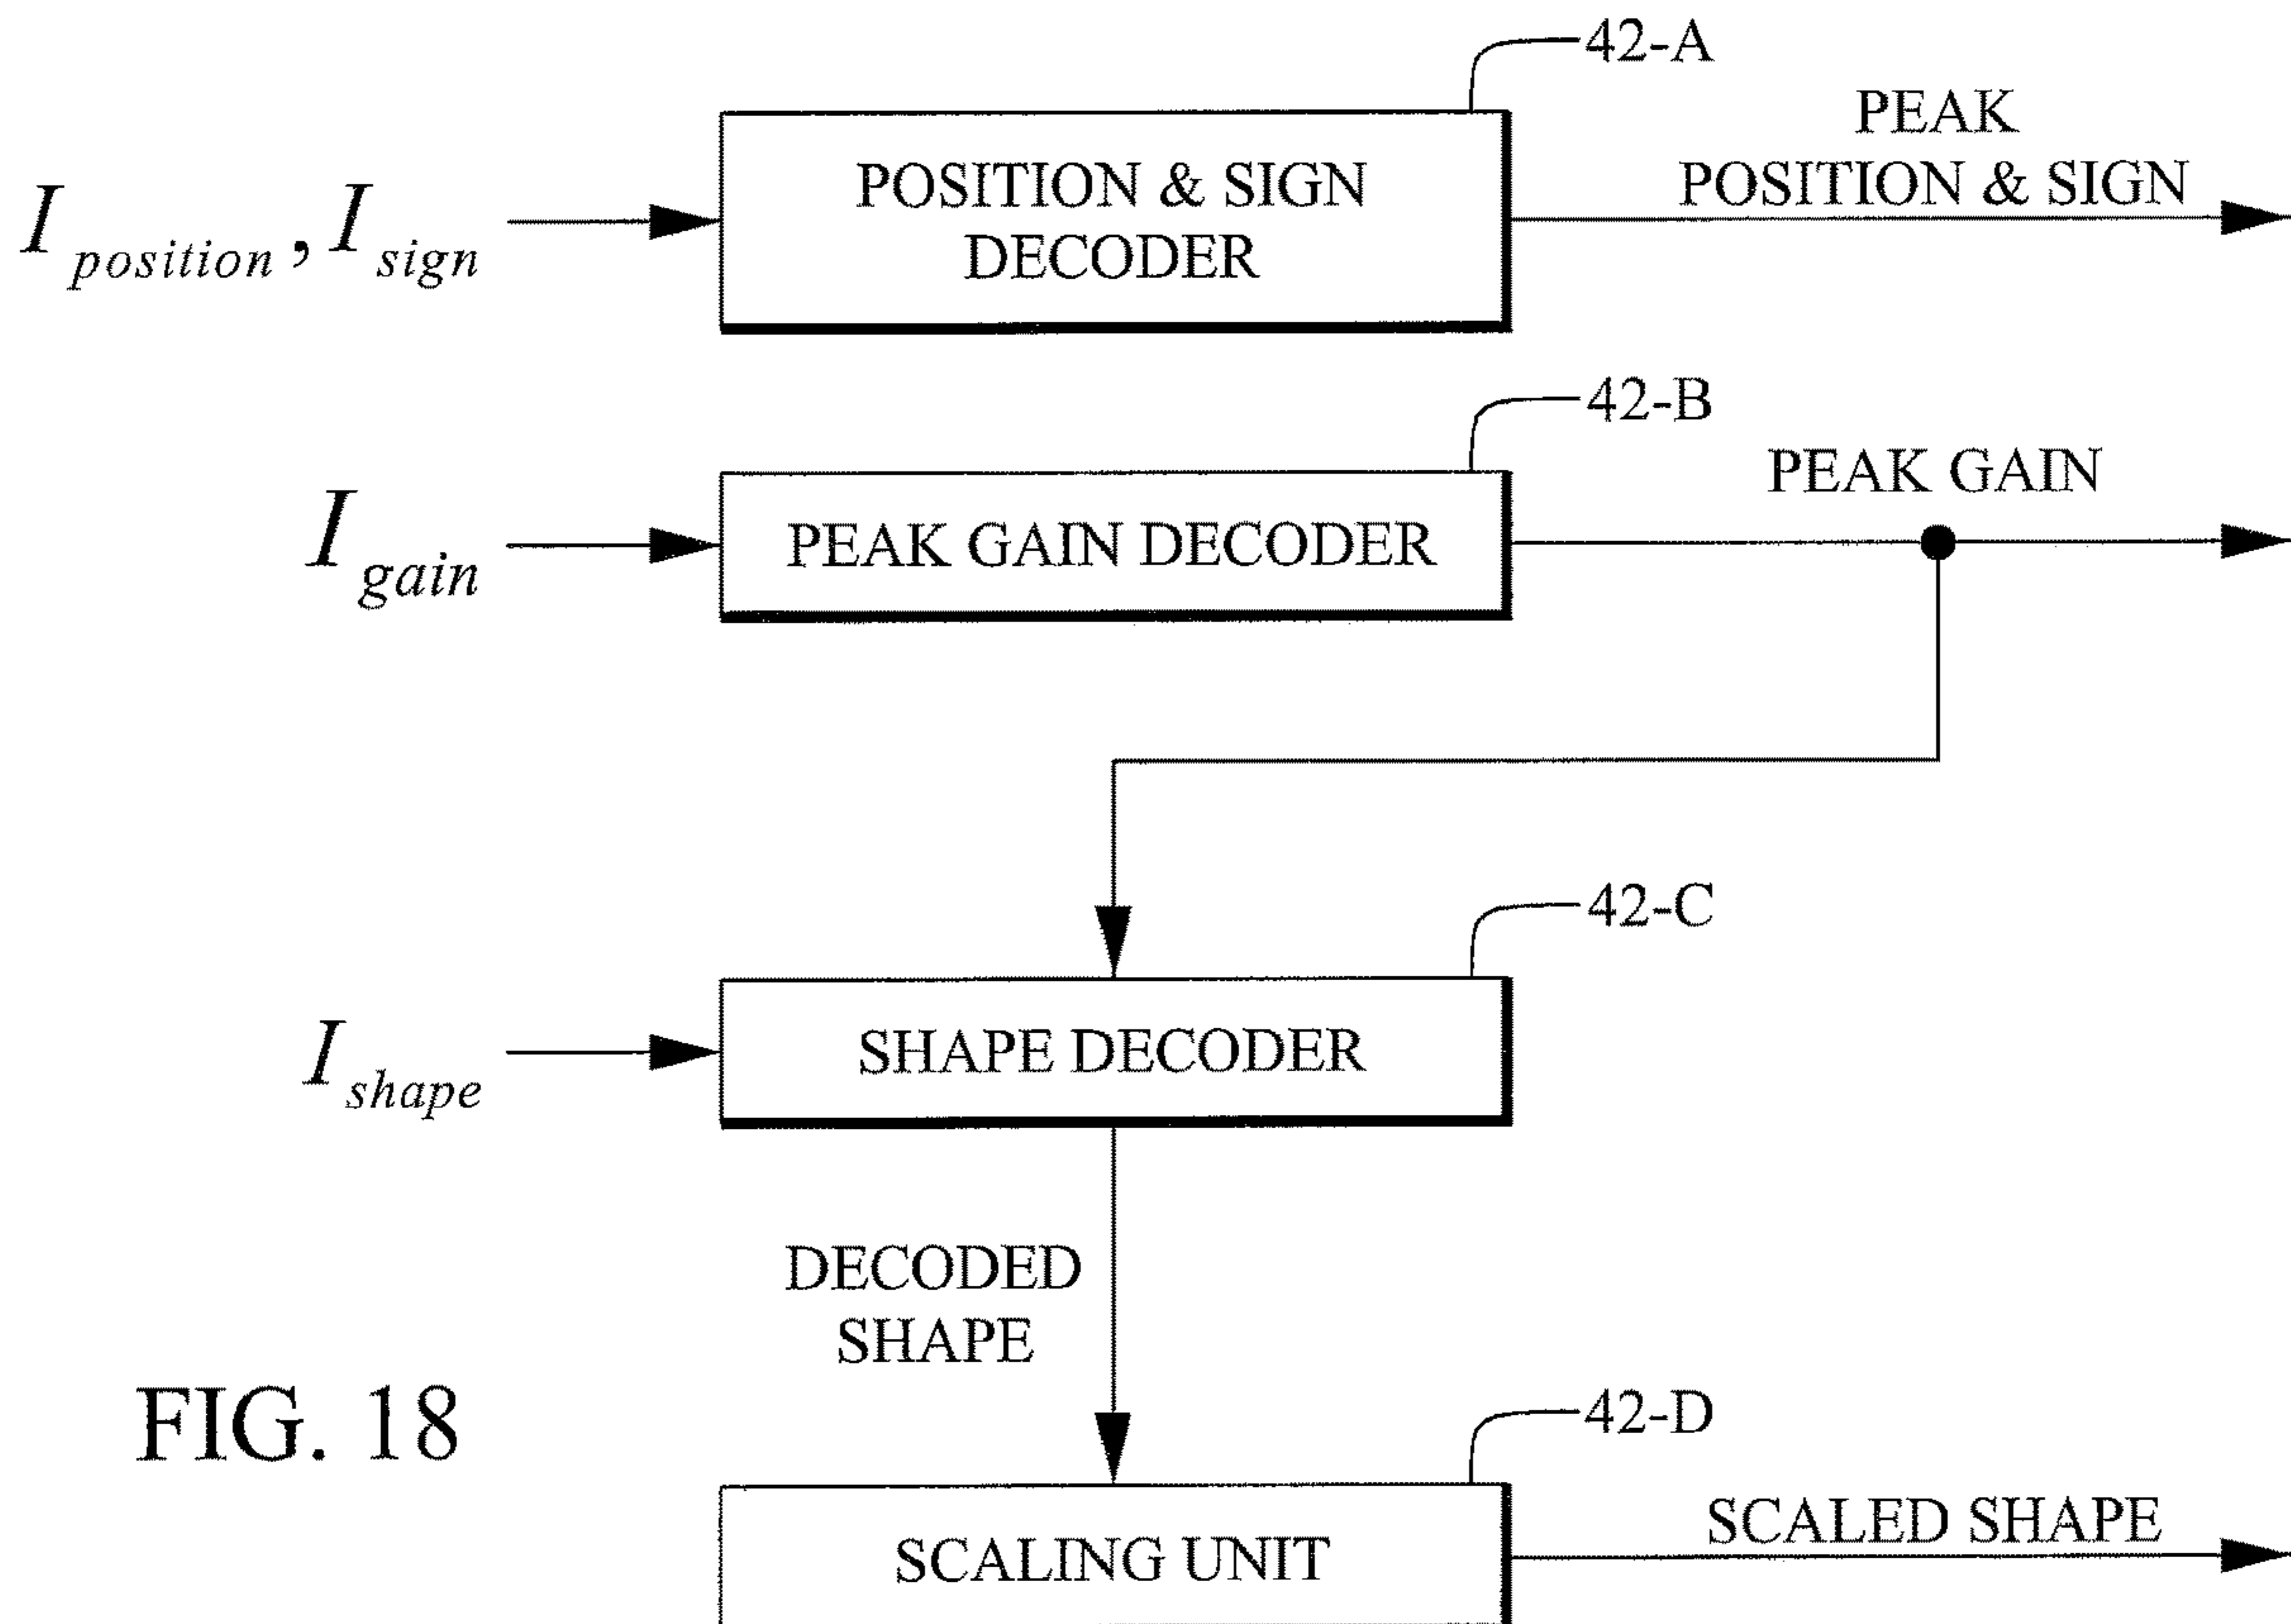 42-A
PEAK
POSITION & SIGN
POSITION & SIGN
DECODER
I position, I sign
42-B
PEAK GAIN
PEAK GAIN DECODER
I gain
42-C
SHAPE DECODER
I shape
DECODED
SHAPE
FIG. 18
42-D
SCALED SHAPE
SCALING UNIT